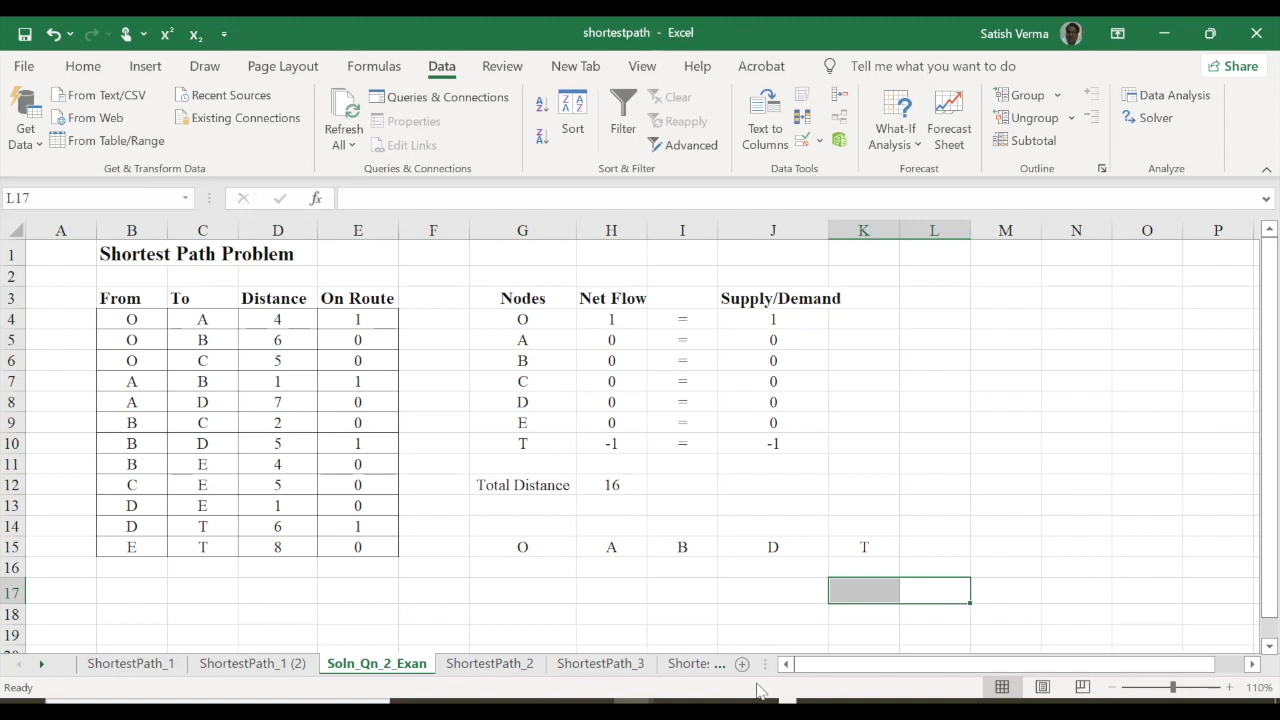 shortestpath - Excel
Satish Verma
File Home Insert Draw Page Layout Formulas Data Review New Tab View Help Acrobat Tell me what you want to do Share
Get Data
From Text/CSV
From Web
From Table/Range
Recent Sources
Existing Connections
Get & Transform Data
Refresh All
Queries & Connections
Properties
Edit Links
Queries & Connections
Sort
Filter
Clear
Reapply
Advanced
Sort & Filter
Text to Columns
Data Tools
What-If Analysis
Forecast Sheet
Forecast
Group
Ungroup
Subtotal
Outline
Data Analysis
Solver
Analyze
L17 fx
A B C D E F G H I J K L M N O P
1 Shortest Path Problem
2
3 From To Distance On Route Nodes Net Flow Supply/Demand
4 O A 4 1 O 1 = 1
5 O B 6 0 A 0 = 0
6 O C 5 0 B 0 = 0
7 A B 1 1 C 0 = 0
8 A D 7 0 D 0 = 0
9 B C 2 0 E 0 = 0
10 B D 5 1 T -1 = -1
11 B E 4 0
12 C E 5 0 Total Distance 16
13 D E 1 0
14 D T 6 1
15 E T 8 0 O A B D T
16
17
18
19
ShortestPath_1 ShortestPath_1 (2) Soln_Qn_2_Exan ShortestPath_2 ShortestPath_3 Shorte: ...
Ready 110%